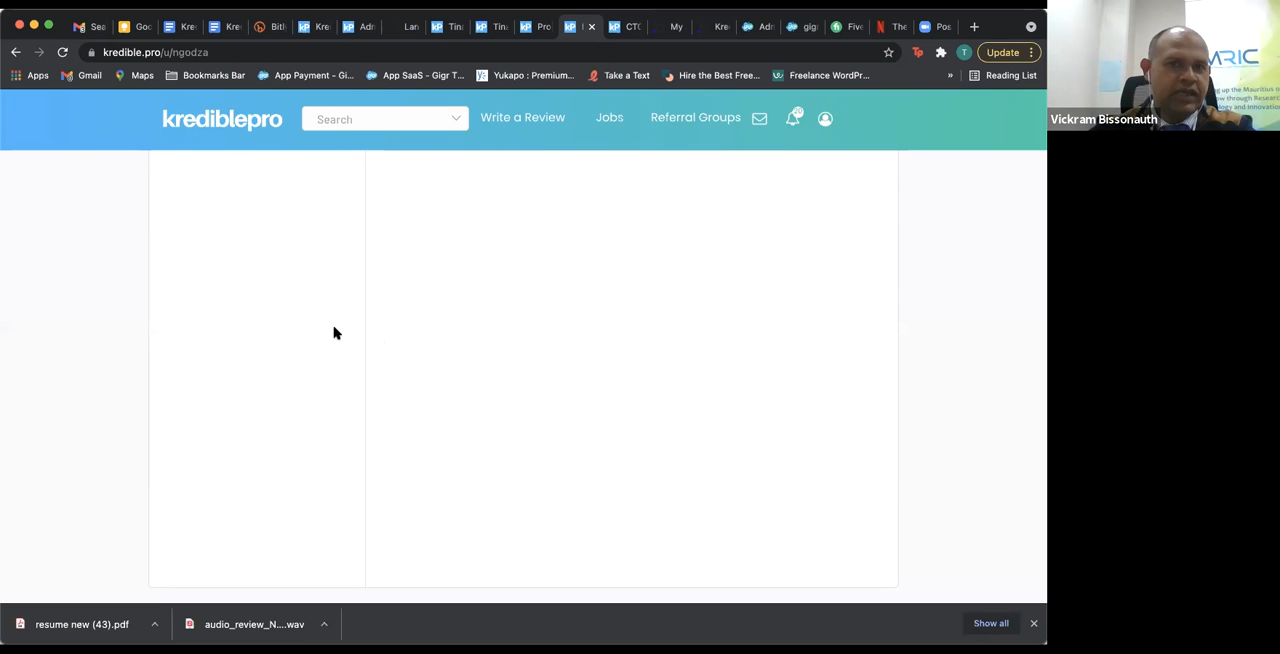 Sea
Goo
Kre
Kre
Bitl
Kre
Adr
Lan
Tin
Tin
Pro
CTC
My
Kre
Adr
gig
Five
The
Pos
kredible.pro/u/ngodza
T
Update
Apps
Gmail
Maps
Bookmarks Bar
App Payment - Gi...
App SaaS - Gigr T...
Yukapo : Premium...
Take a Text
Hire the Best Free...
Freelance WordPr...
»
Reading List
krediblepro
Search
Write a Review
Jobs
Referral Groups
resume new (43).pdf
audio_review_N....wav
Show all
MRIC
Vickram Bissonauth